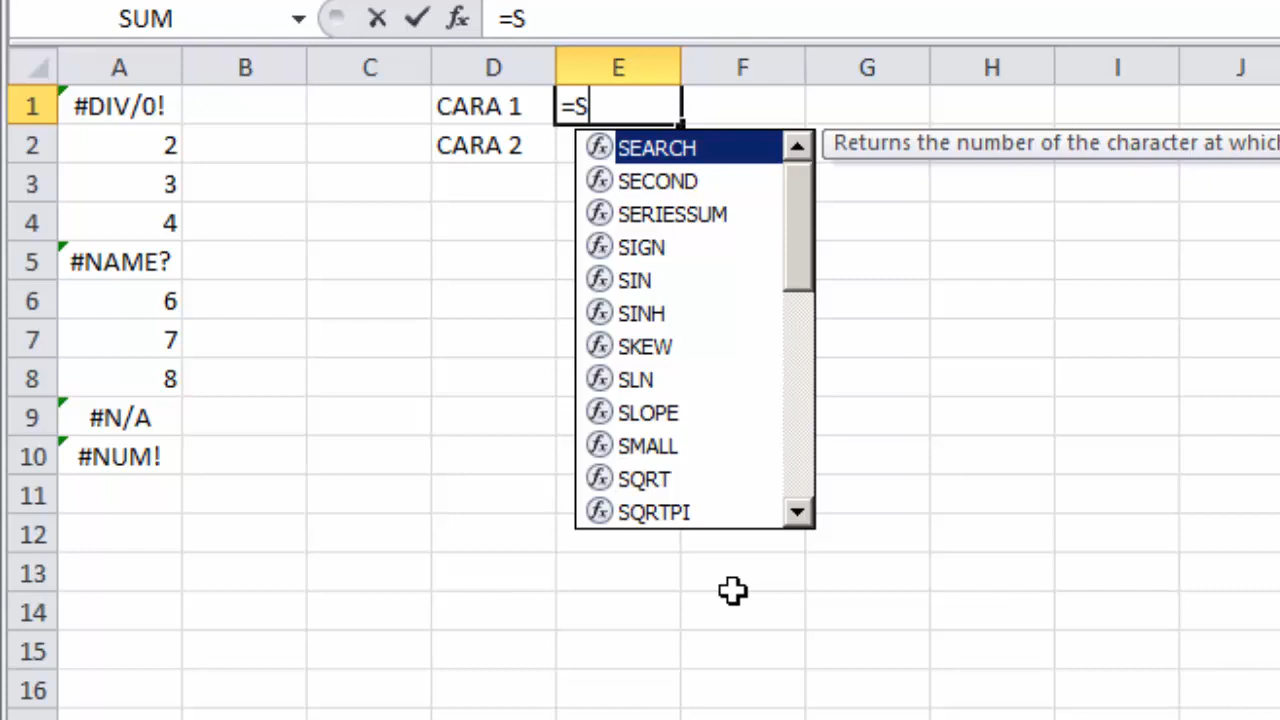 SUM =S
A B C D E F G H I J
1 #DIV/0! CARA 1 =S
2 2 CARA 2
Returns the number of the character at which
3 3
4 4
5 #NAME?
6 6
7 7
8 8
9 #N/A
10 #NUM!
11
12
13
14
15
16
SEARCH
SECOND
SERIESSUM
SIGN
SIN
SINH
SKEW
SLN
SLOPE
SMALL
SQRT
SQRTPI